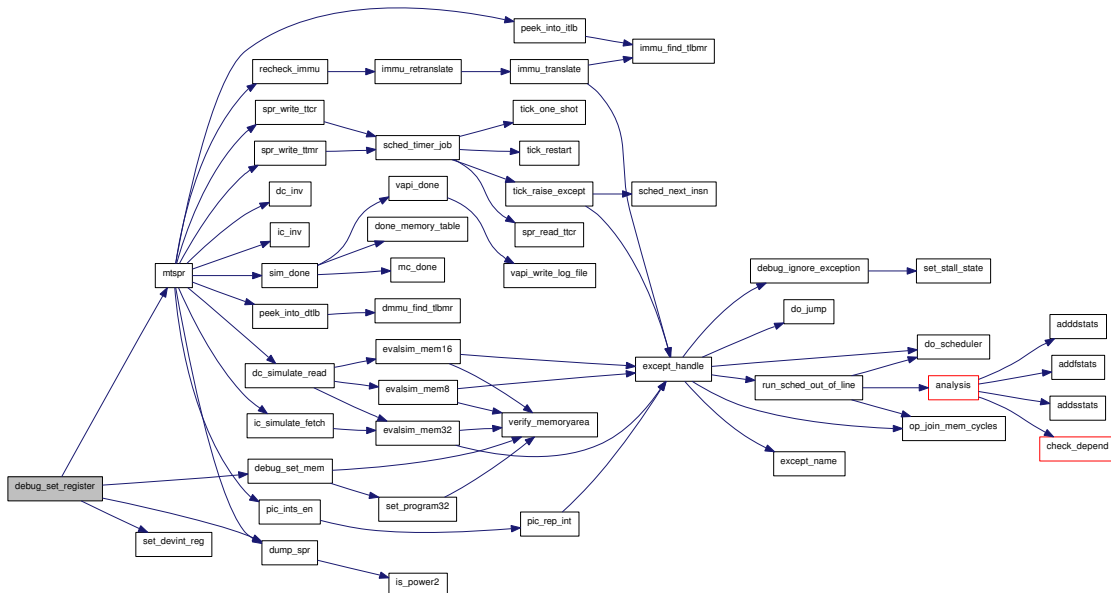 peek_into_itlb
immu_find_tlbmr
recheck_immu
immu_retranslate
immu_translate
spr_write_ttcr
tick_one_shot
sched_timer_job
spr_write_ttmr
tick_restart
dc_inv
vapi_done
tick_raise_except
sched_next_insn
done_memory_table
ic_inv
spr_read_ttcr
mtspr
sim_done
mc_done
vapi_write_log_file
debug_ignore_exception
set_stall_state
peek_into_dtlb
dmmu_find_tlbmr
do_jump
adddstats
evalsim_mem16
do_scheduler
dc_simulate_read
except_handle
addfstats
evalsim_mem8
run_sched_out_of_line
analysis
addsstats
ic_simulate_fetch
evalsim_mem32
verify_memoryarea
op_join_mem_cycles
check_depend
debug_set_mem
except_name
debug_set_register
set_program32
pic_ints_en
pic_rep_int
set_devint_reg
dump_spr
is_power2